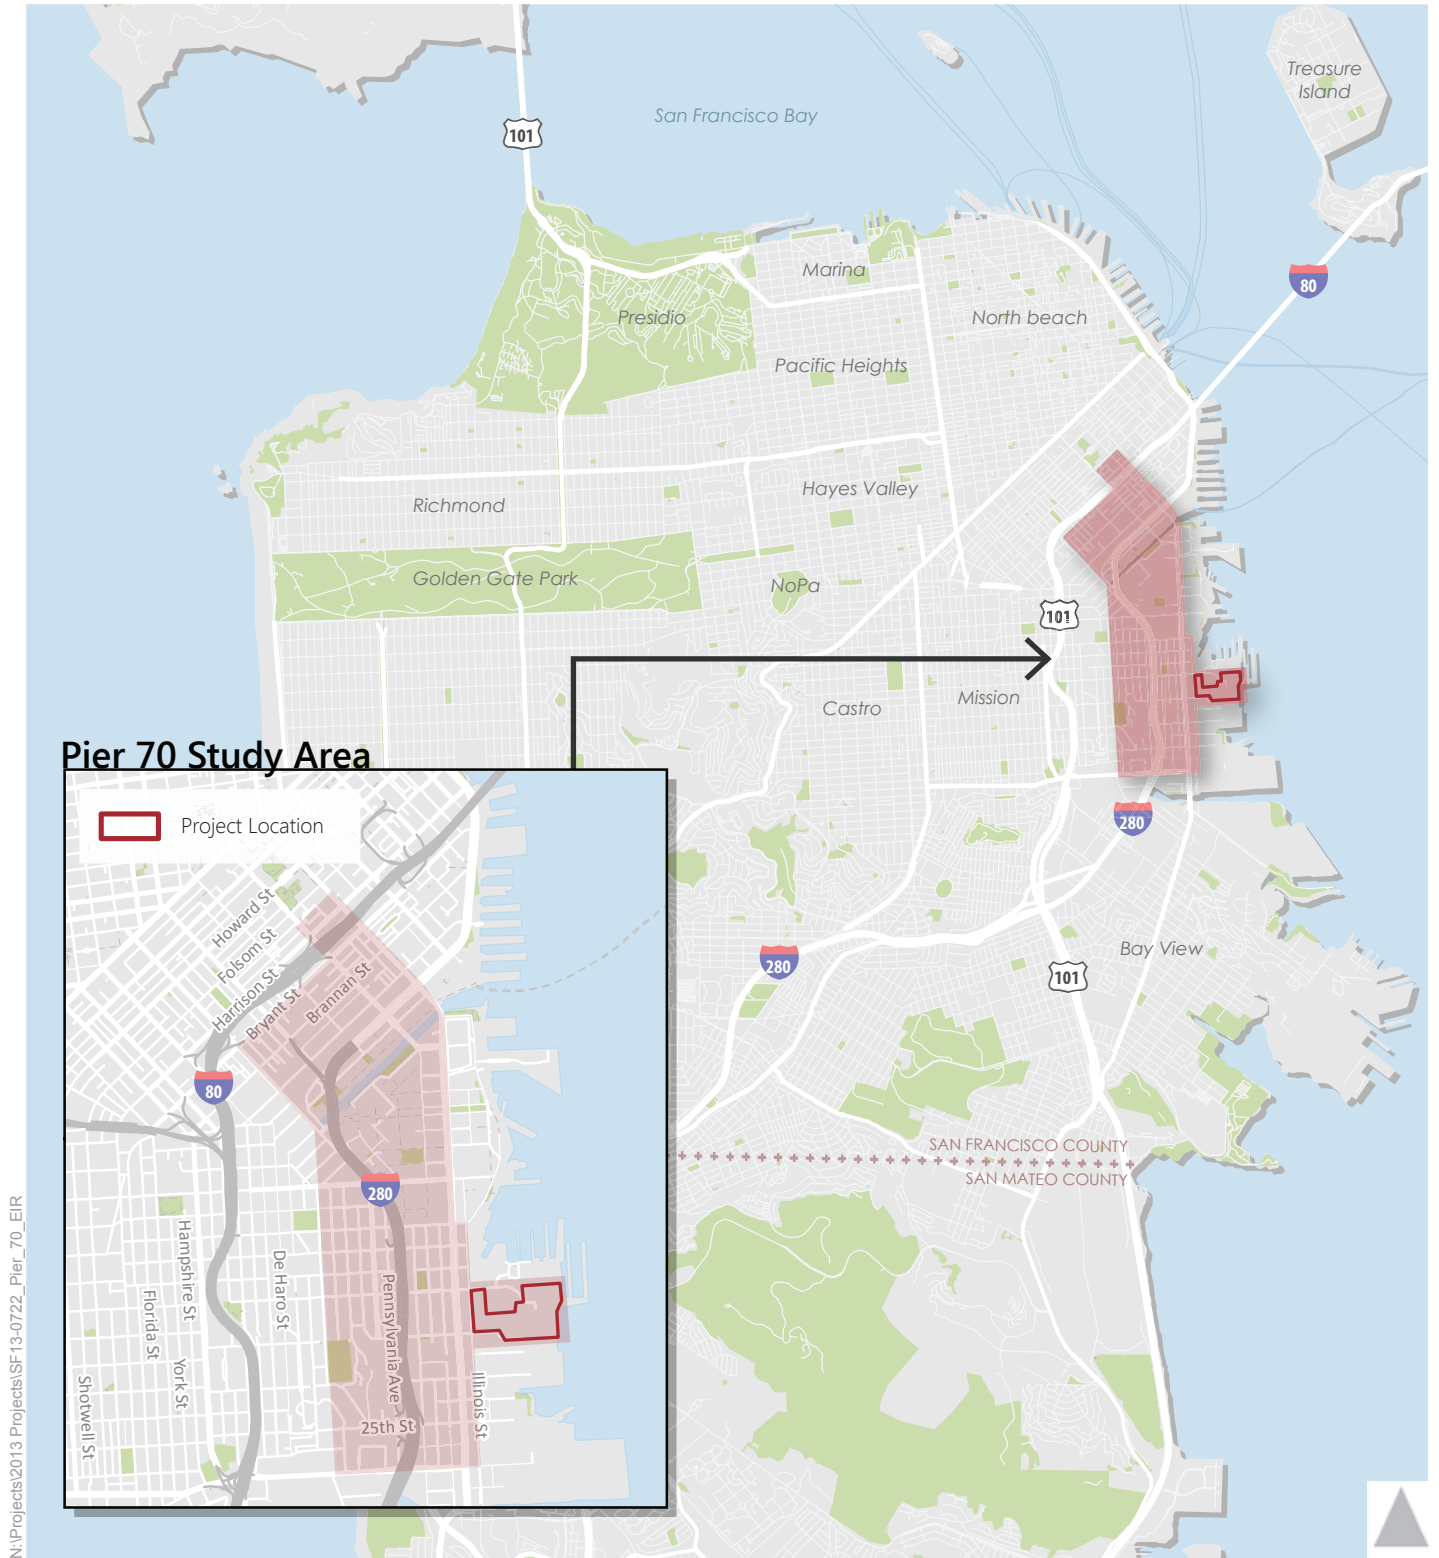 Treasure
Island
San Francisco Bay
101
80
Marina
Presidio
North beach
Pacific Heights
Hayes Valley
Richmond
Golden Gate Park
NoPa
101
Castro
Mission
280
Bay View
280
101
SAN FRANCISCO COUNTY
SAN MATEO COUNTY
Pier 70 Study Area
Project Location
Howard St
Folsom St
Harrison St
Bryant St
Brannan St
80
280
Hampshire St
De Haro St
Florida St
York St
Pennsylvania Ave
Shotwell St
Illinois St
25th St
N:\Projects\2013 Projects\SF13-0722_Pier_70_EIR